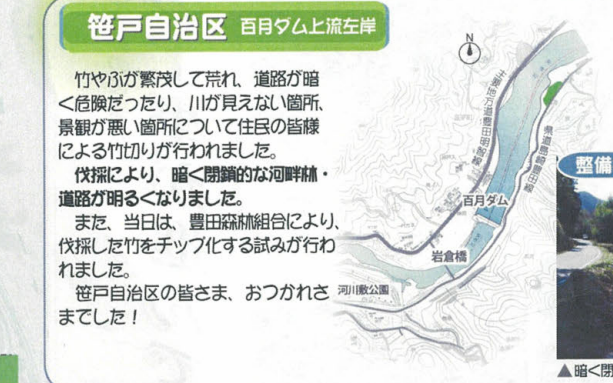 笹戸自治区 百月ダム上流左岸
竹やぶが繁茂して荒れ、道路が暗
く危険だったり、川が見えない箇所、
景観が悪い箇所について住民の皆様
による竹切りが行われました。
伐採により、暗く閉鎖的な河畔林・
道路が明るくなりました。
また、当日は、豊田森林組合により、
伐採した竹をチップ化する試みが行わ
れました。
笹戸自治区の皆さま、おつかれさ
までした！
N
主要地方道豊田明智線
県道島崎豊田線
百月ダム
岩倉橋
河川敷公園
整備
▲暗く閉